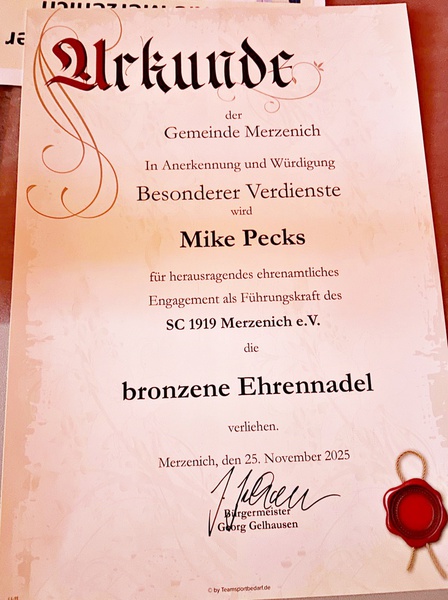 Urkunde
der
Gemeinde Merzenich
In Anerkennung und Würdigung
Besonderer Verdienste
wird
Mike Pecks
für herausragendes ehrenamtliches
Engagement als Führungskraft des
SC 1919 Merzenich e.V.
die
bronzene Ehrennadel
verliehen.
Merzenich, den 25. November 2025
Bürgermeister
Georg Gelhausen
© by Teamsportbedarf.de